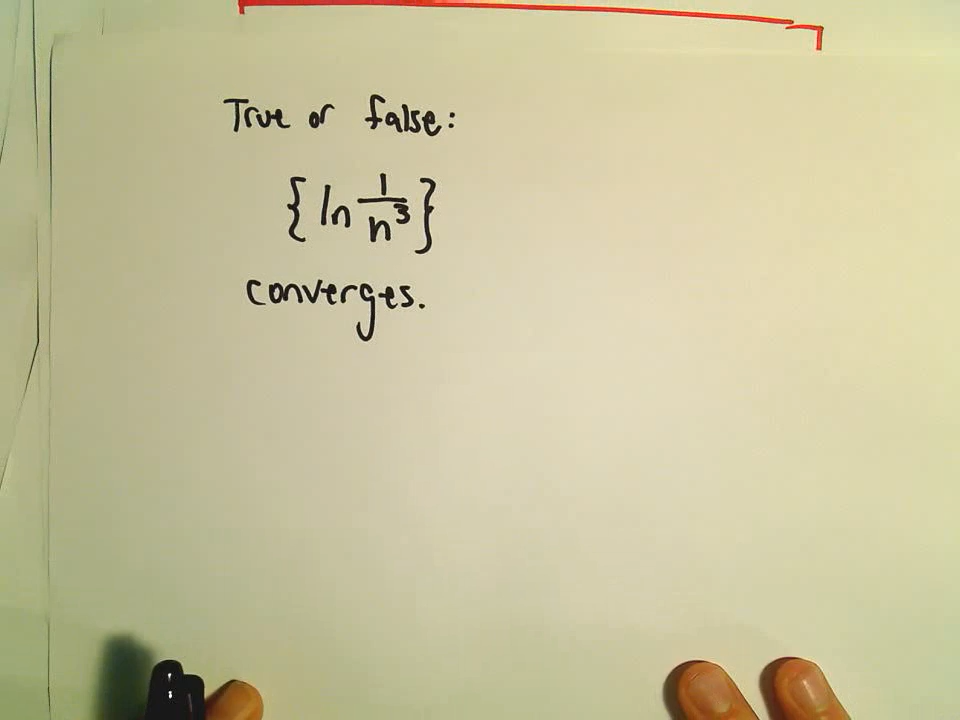 True or false:
{ ln 1/n³ }
converges.